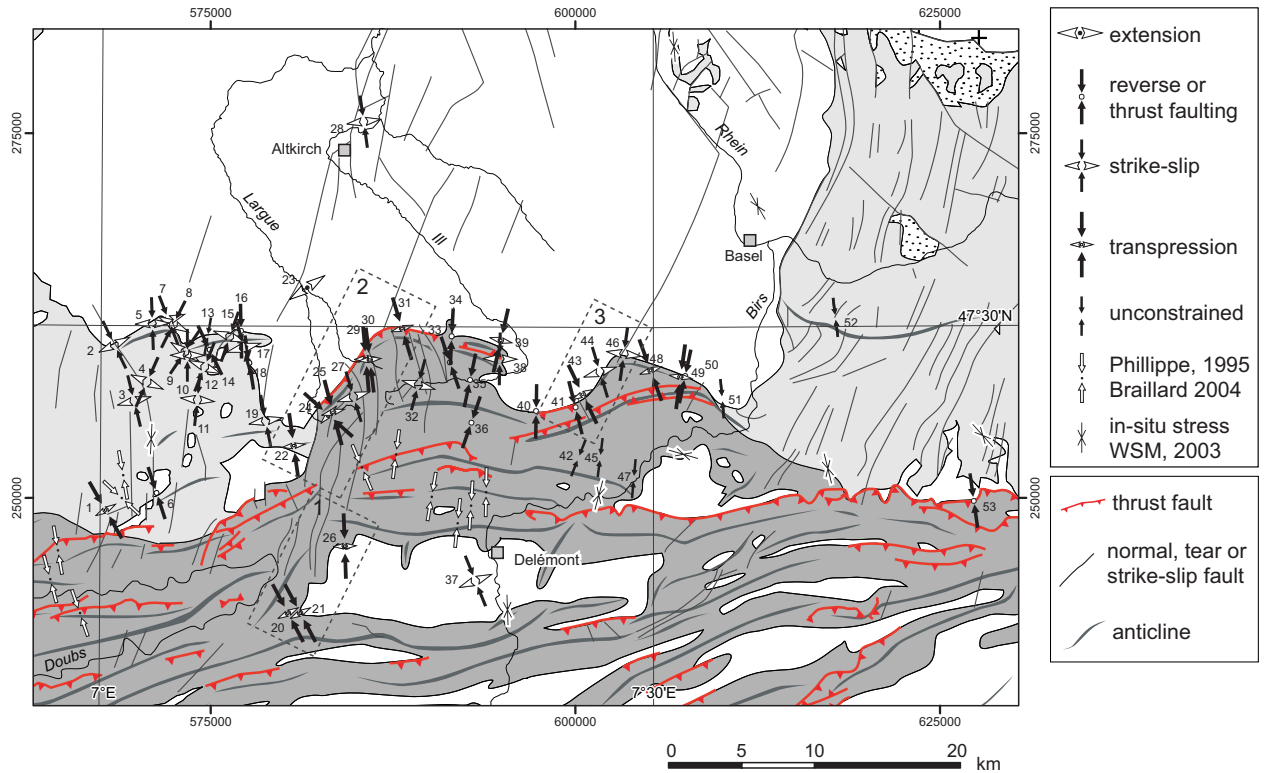 575000
600000
625000
275000
275000
250000
250000
Altkirch
Largue
Ill
Rhein
Basel
Birs
47°30'N
28
23
2
3
7
8
5
13
15
16
2
4
3
9
10
12
14
17
18
11
19
22
1
6
31
34
30
29
33
27
25
24
32
35
36
39
38
40
41
43
44
46
48
49
50
51
42
45
47
52
53
1
26
37
21
20
Delémont
Doubs
7°E
7°30'E
575000
600000
625000
0 5 10 20
km
extension
reverse or
thrust faulting
strike-slip
transpression
unconstrained
Phillippe, 1995
Braillard 2004
in-situ stress
WSM, 2003
thrust fault
normal, tear or
strike-slip fault
anticline